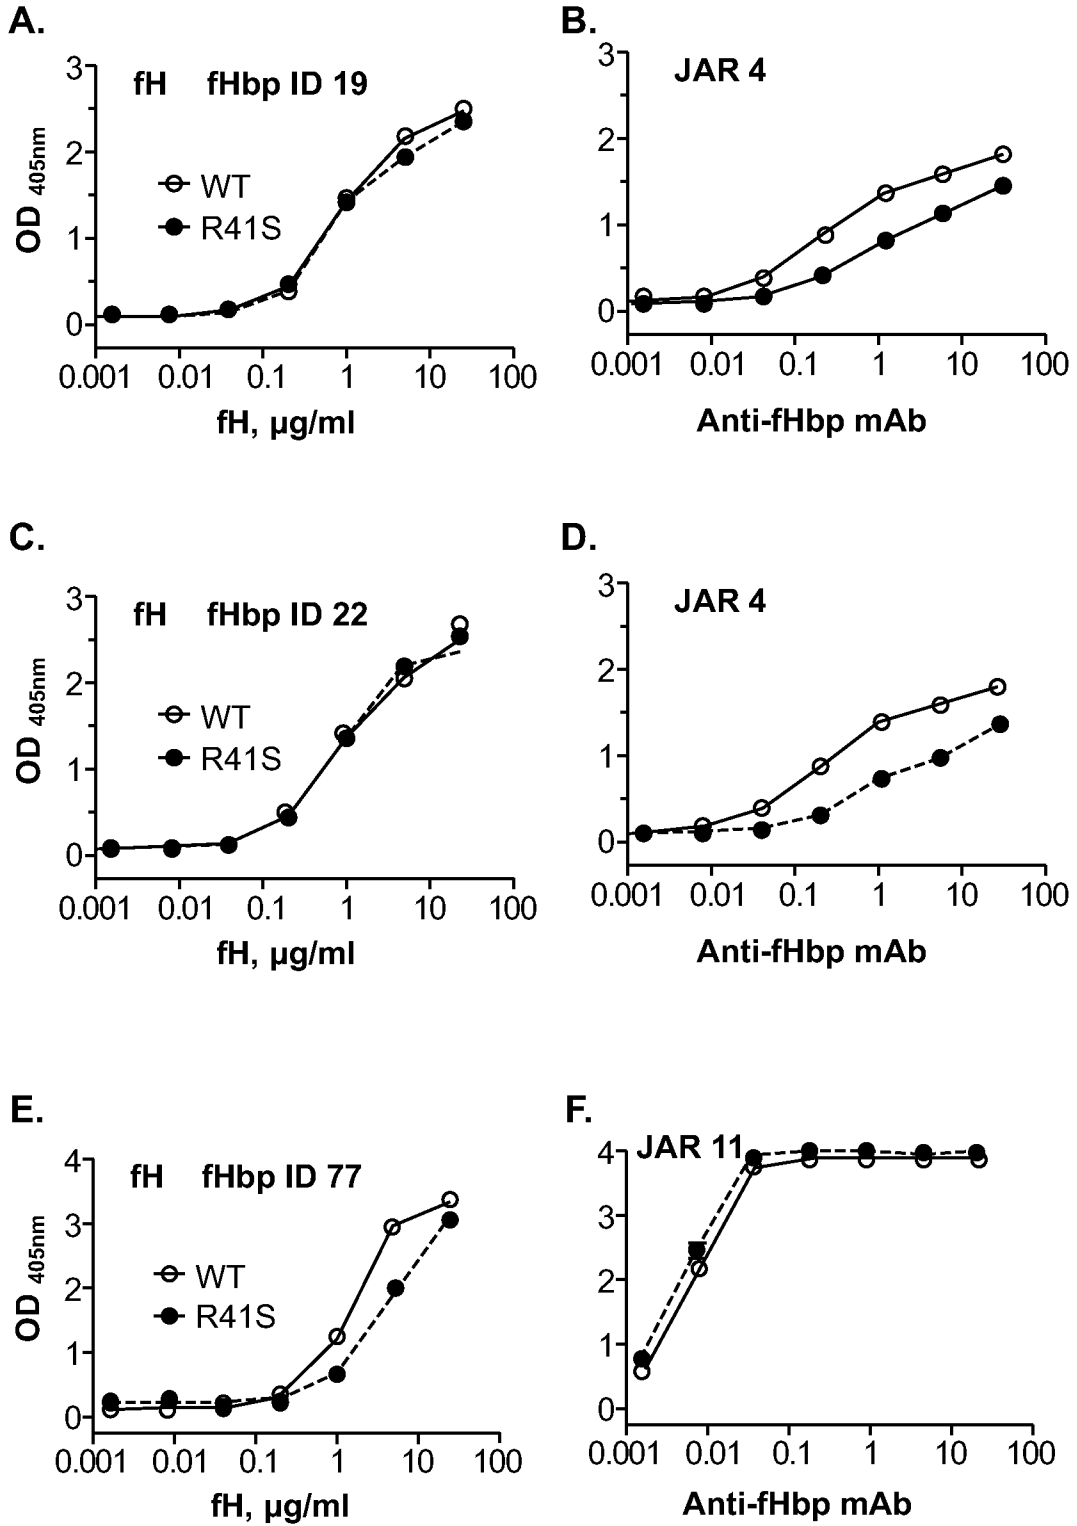 A.
fH fHbp ID 19
3
2
1
0
OD 405nm
WT
R41S
0.001 0.01 0.1 1 10 100
fH, µg/ml
B.
JAR 4
3
2
1
0
0.001 0.01 0.1 1 10 100
Anti-fHbp mAb
C.
fH fHbp ID 22
3
2
1
0
OD 405nm
WT
R41S
0.001 0.01 0.1 1 10 100
fH, µg/ml
D.
JAR 4
3
2
1
0
0.001 0.01 0.1 1 10 100
Anti-fHbp mAb
E.
fH fHbp ID 77
4
3
2
1
0
OD 405nm
WT
R41S
0.001 0.01 0.1 1 10 100
fH, µg/ml
F.
JAR 11
4
3
2
1
0
0.001 0.01 0.1 1 10 100
Anti-fHbp mAb